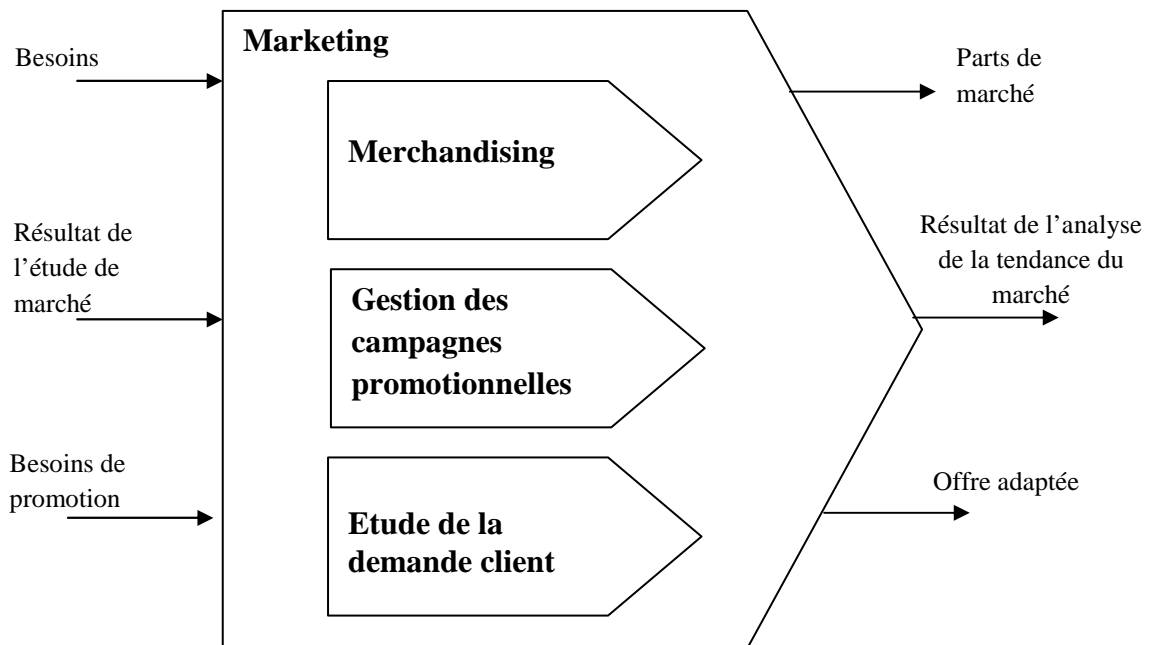 Marketing
Besoins
Résultat de
l'étude de
marché
Besoins de
promotion
Merchandising
Gestion des
campagnes
promotionnelles
Etude de la
demande client
Parts de
marché
Résultat de l'analyse
de la tendance du
marché
Offre adaptée